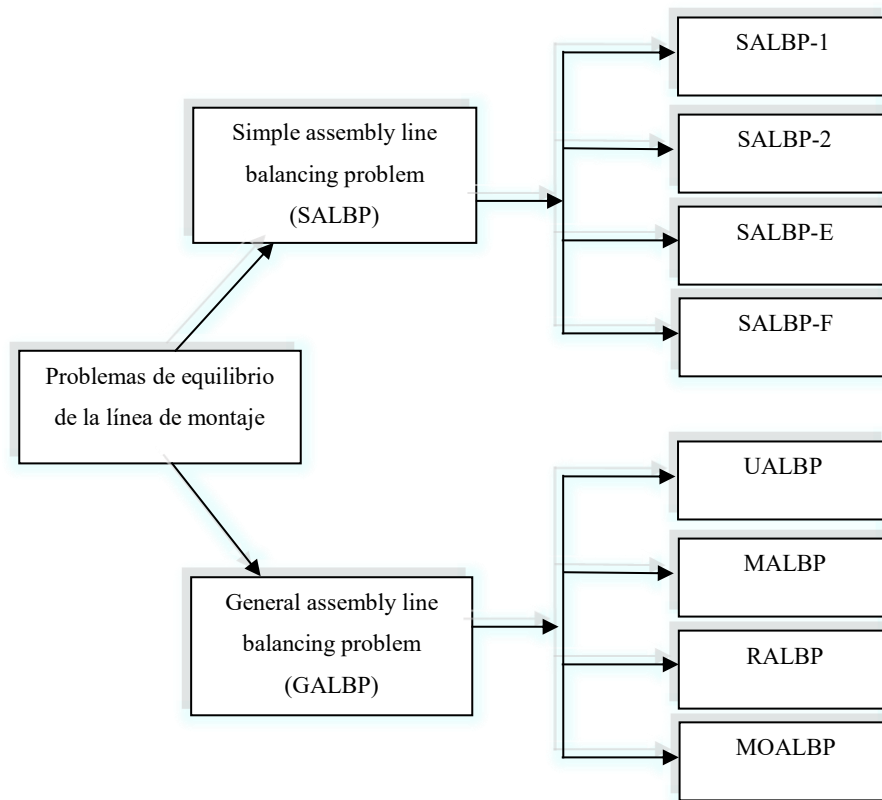 Problemas de equilibrio
de la línea de montaje
Simple assembly line
balancing problem
(SALBP)
SALBP-1
SALBP-2
SALBP-E
SALBP-F
General assembly line
balancing problem
(GALBP)
UALBP
MALBP
RALBP
MOALBP